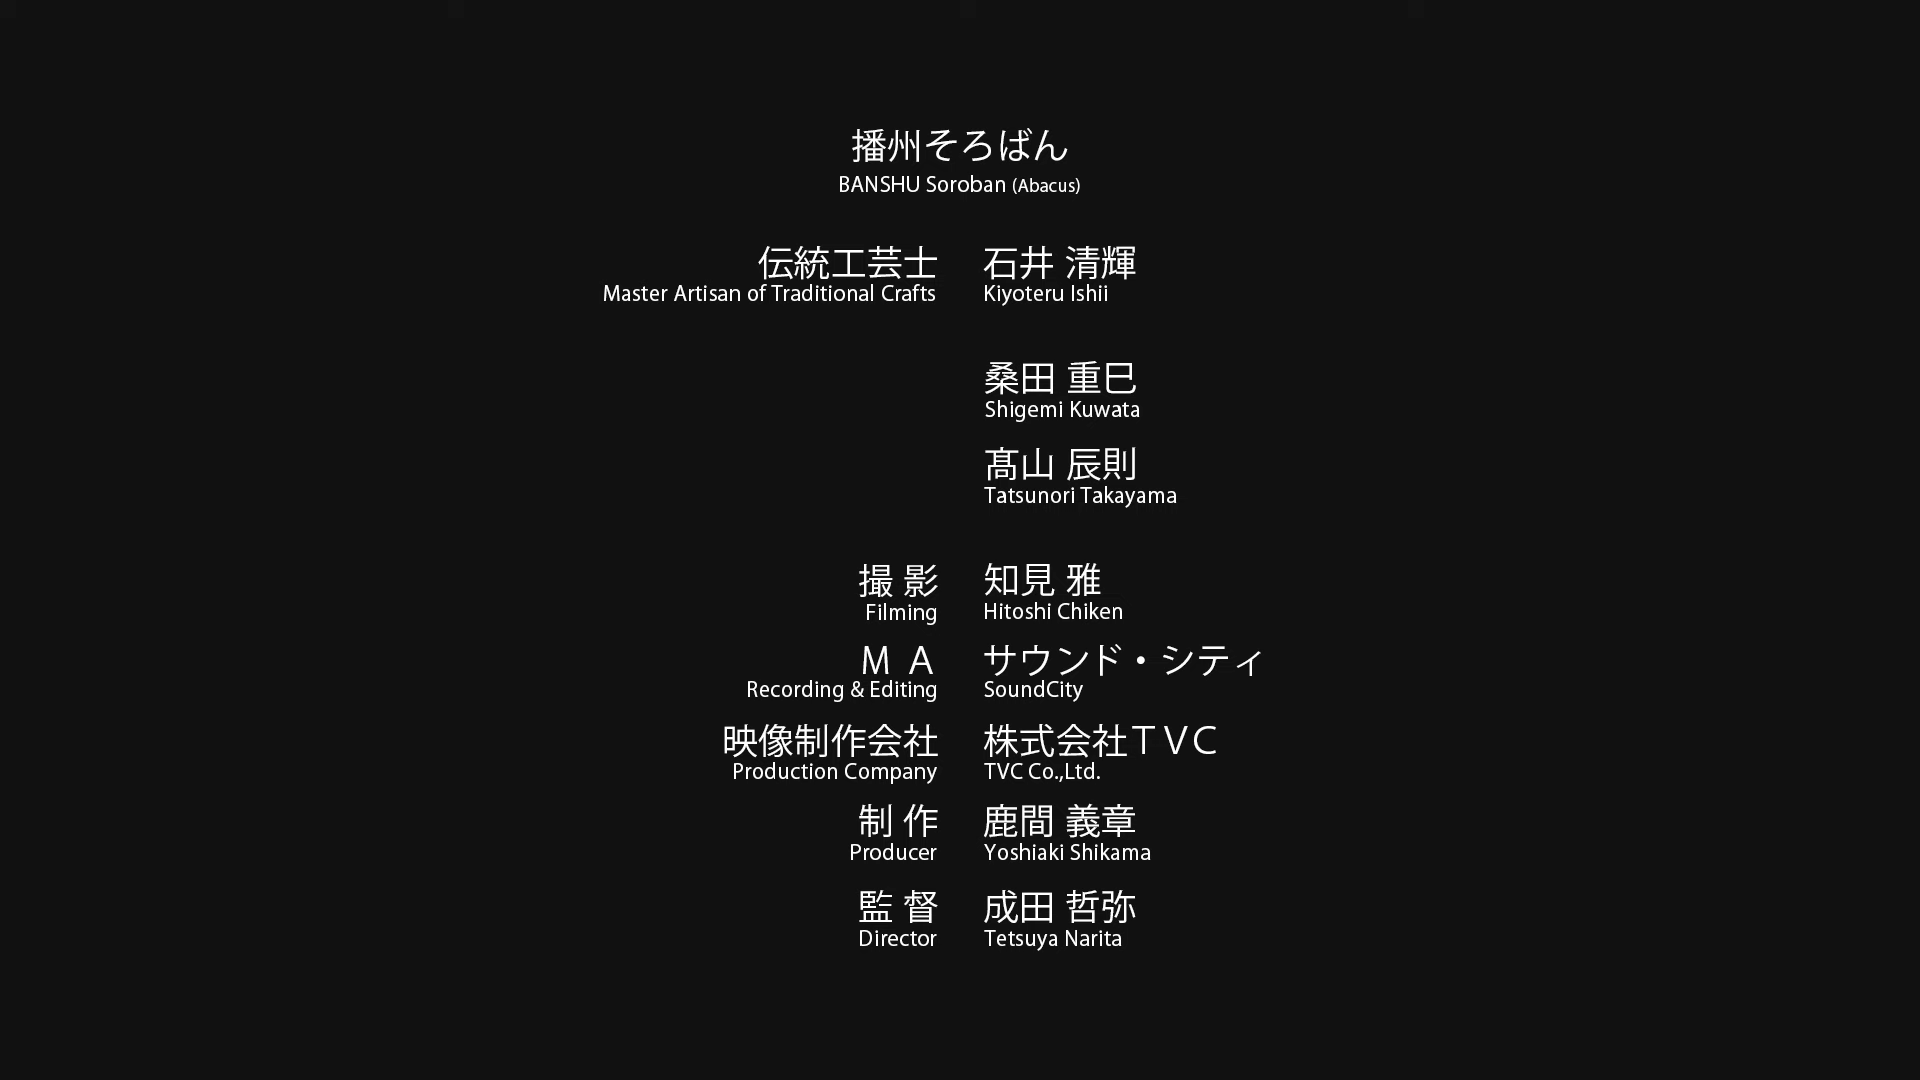 播州そろばん
BANSHU Soroban (Abacus)
伝統工芸士 石井 清輝
Master Artisan of Traditional Crafts Kiyoteru Ishii
桑田 重巳
Shigemi Kuwata
髙山 辰則
Tatsunori Takayama
撮 影 知見 雅
Filming Hitoshi Chiken
Ｍ Ａ サウンド・シティ
Recording & Editing SoundCity
映像制作会社 株式会社ＴＶＣ
Production Company TVC Co.,Ltd.
制 作 鹿間 義章
Producer Yoshiaki Shikama
監 督 成田 哲弥
Director Tetsuya Narita